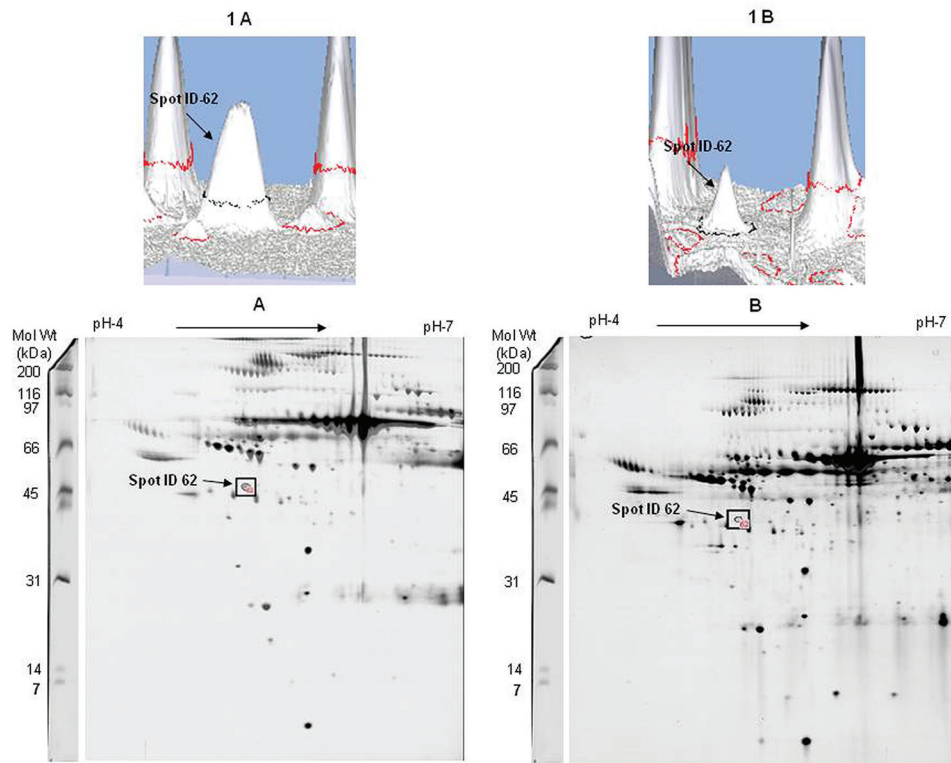 1 A
Spot ID-62
1 B
Spot ID-62
A
pH-4
pH-7
Mol Wt
(kDa)
200
116
97
66
45
31
14
7
Spot ID 62
B
pH-4
pH-7
Mol Wt
(kDa)
200
116
97
66
45
31
14
7
Spot ID 62